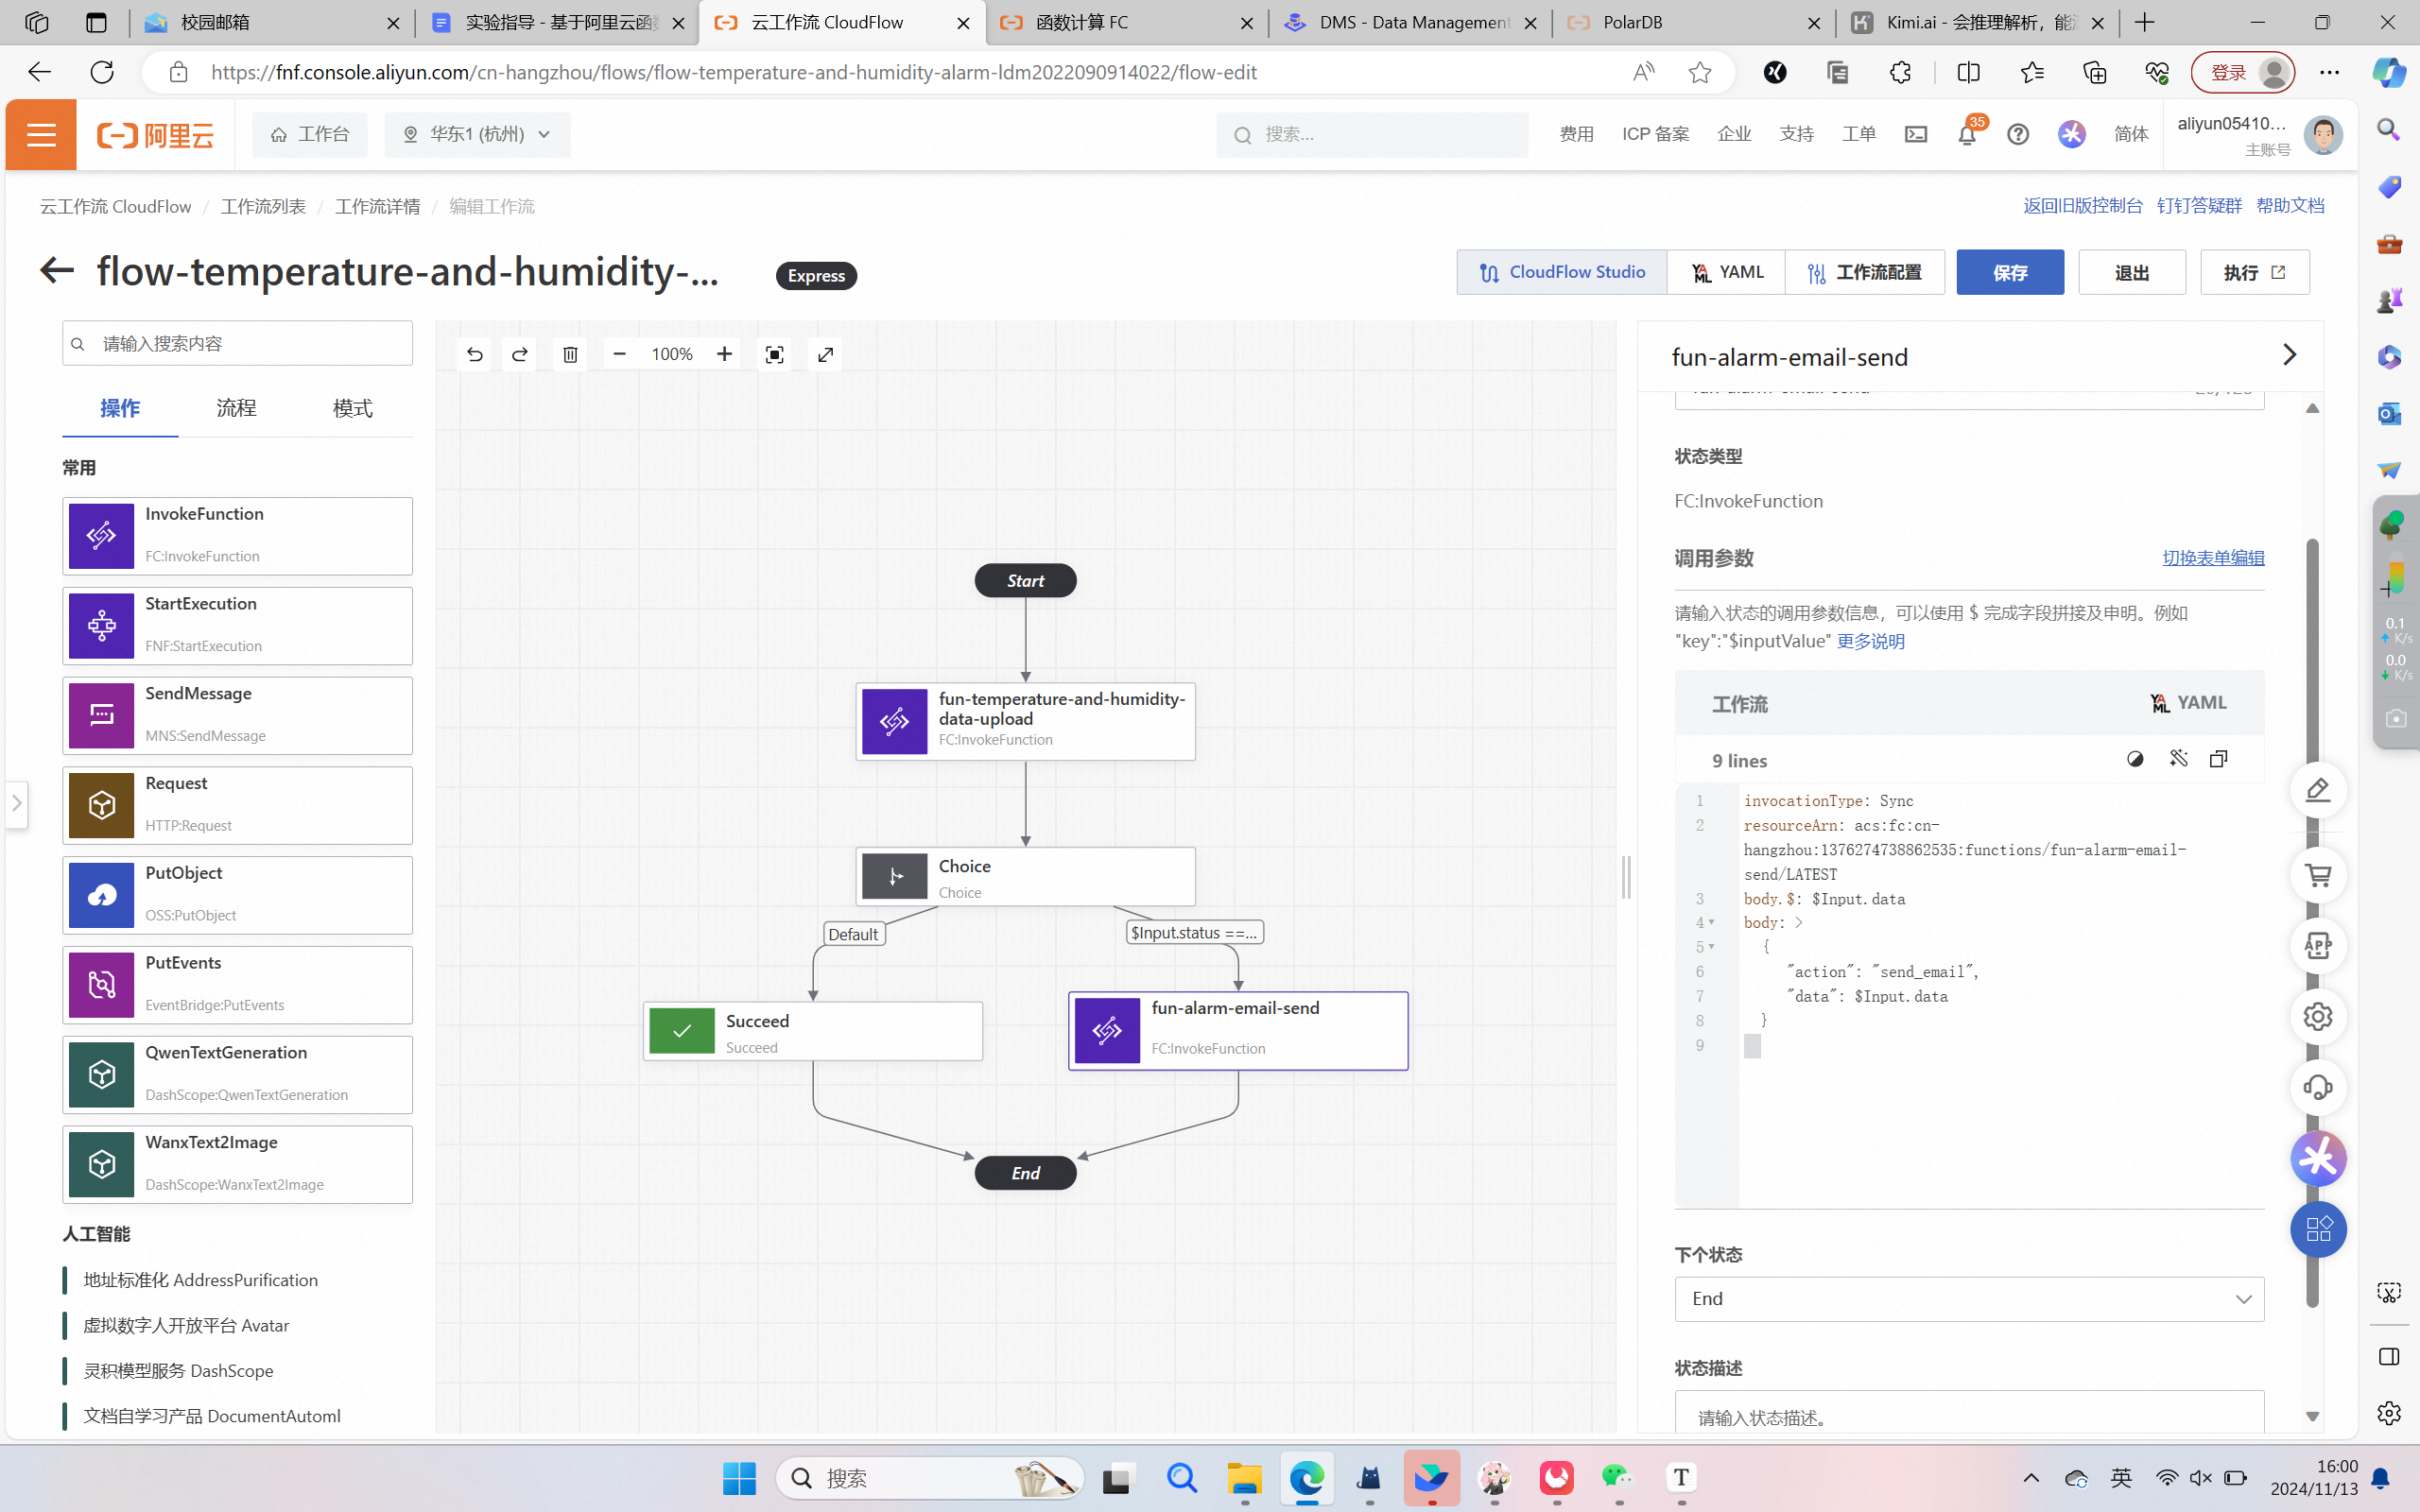 校园邮箱
实验指导 - 基于阿里云函
云工作流 CloudFlow
函数计算 FC
DMS - Data Management
PolarDB
Kimi.ai - 会推理解析，能
https://fnf.console.aliyun.com/cn-hangzhou/flows/flow-temperature-and-humidity-alarm-ldm2022090914022/flow-edit
登录
阿里云
工作台
华东1 (杭州)
搜索...
费用
ICP 备案
企业
支持
工单
35
简体
aliyun05410...
主账号
云工作流 CloudFlow / 工作流列表 / 工作流详情 / 编辑工作流
返回旧版控制台 钉钉答疑群 帮助文档
flow-temperature-and-humidity-...
Express
CloudFlow Studio
YAML
工作流配置
保存
退出
执行
请输入搜索内容
操作
流程
模式
常用
InvokeFunction
FC:InvokeFunction
StartExecution
FNF:StartExecution
SendMessage
MNS:SendMessage
Request
HTTP:Request
PutObject
OSS:PutObject
PutEvents
EventBridge:PutEvents
QwenTextGeneration
DashScope:QwenTextGeneration
WanxText2Image
DashScope:WanxText2Image
人工智能
地址标准化 AddressPurification
虚拟数字人开放平台 Avatar
灵积模型服务 DashScope
文档自学习产品 DocumentAutoml
100%
Start
fun-temperature-and-humidity-
data-upload
FC:InvokeFunction
Choice
Choice
Default
$Input.status ==...
Succeed
Succeed
fun-alarm-email-send
FC:InvokeFunction
End
fun-alarm-email-send
状态类型
FC:InvokeFunction
调用参数
切换表单编辑
请输入状态的调用参数信息，可以使用 $ 完成字段拼接及申明。例如
"key":"$inputValue" 更多说明
工作流
YAML
9 lines
1 invocationType: Sync
2 resourceArn: acs:fc:cn-
hangzhou:1376274738862535:functions/fun-alarm-email-
send/LATEST
3 body.$: $Input.data
4 body: >
5 {
6 "action": "send_email",
7 "data": $Input.data
8 }
9
下个状态
End
状态描述
请输入状态描述。
APP
0.1
K/s
0.0
K/s
搜索
英
16:00
2024/11/13